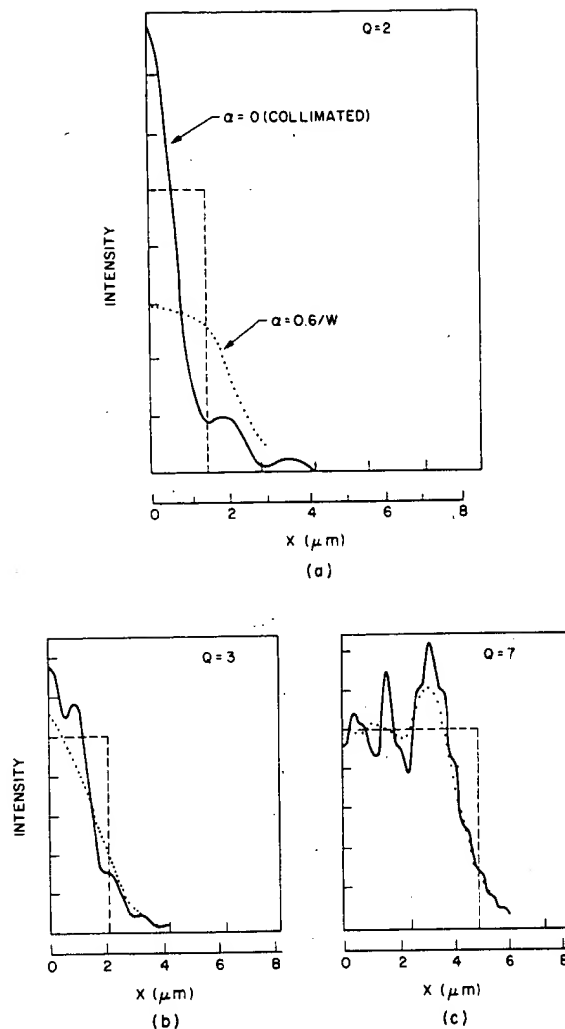 Q=2
α = 0 (COLLIMATED)
INTENSITY
α = 0.6/W
0 2 4 6 8
X (μm)
(a)
Q=3
INTENSITY
0 2 4 6 8
X (μm)
(b)
Q=7
0 2 4 6 8
X (μm)
(c)